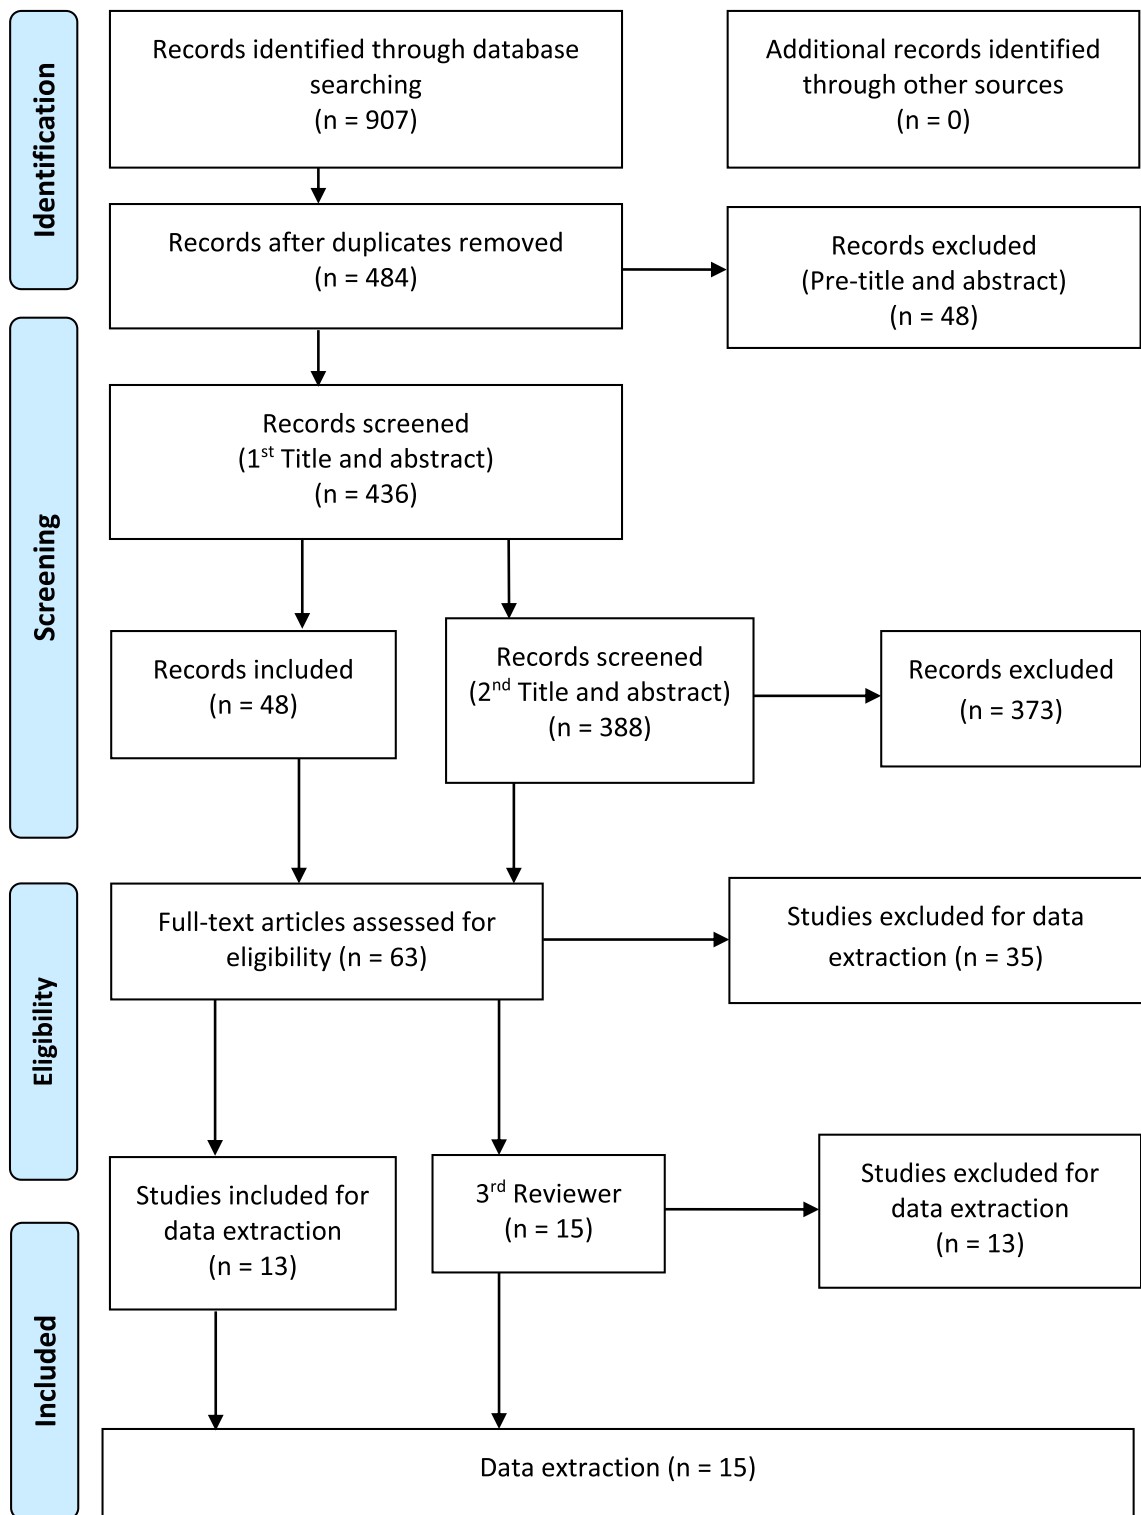 Identification
Records identified through database
searching
(n = 907)
Additional records identified
through other sources
(n = 0)
Records after duplicates removed
(n = 484)
Records excluded
(Pre-title and abstract)
(n = 48)
Screening
Records screened
(1st Title and abstract)
(n = 436)
Records included
(n = 48)
Records screened
(2nd Title and abstract)
(n = 388)
Records excluded
(n = 373)
Eligibility
Full-text articles assessed for
eligibility (n = 63)
Studies excluded for data
extraction (n = 35)
Studies included for
data extraction
(n = 13)
3rd Reviewer
(n = 15)
Studies excluded for
data extraction
(n = 13)
Included
Data extraction (n = 15)